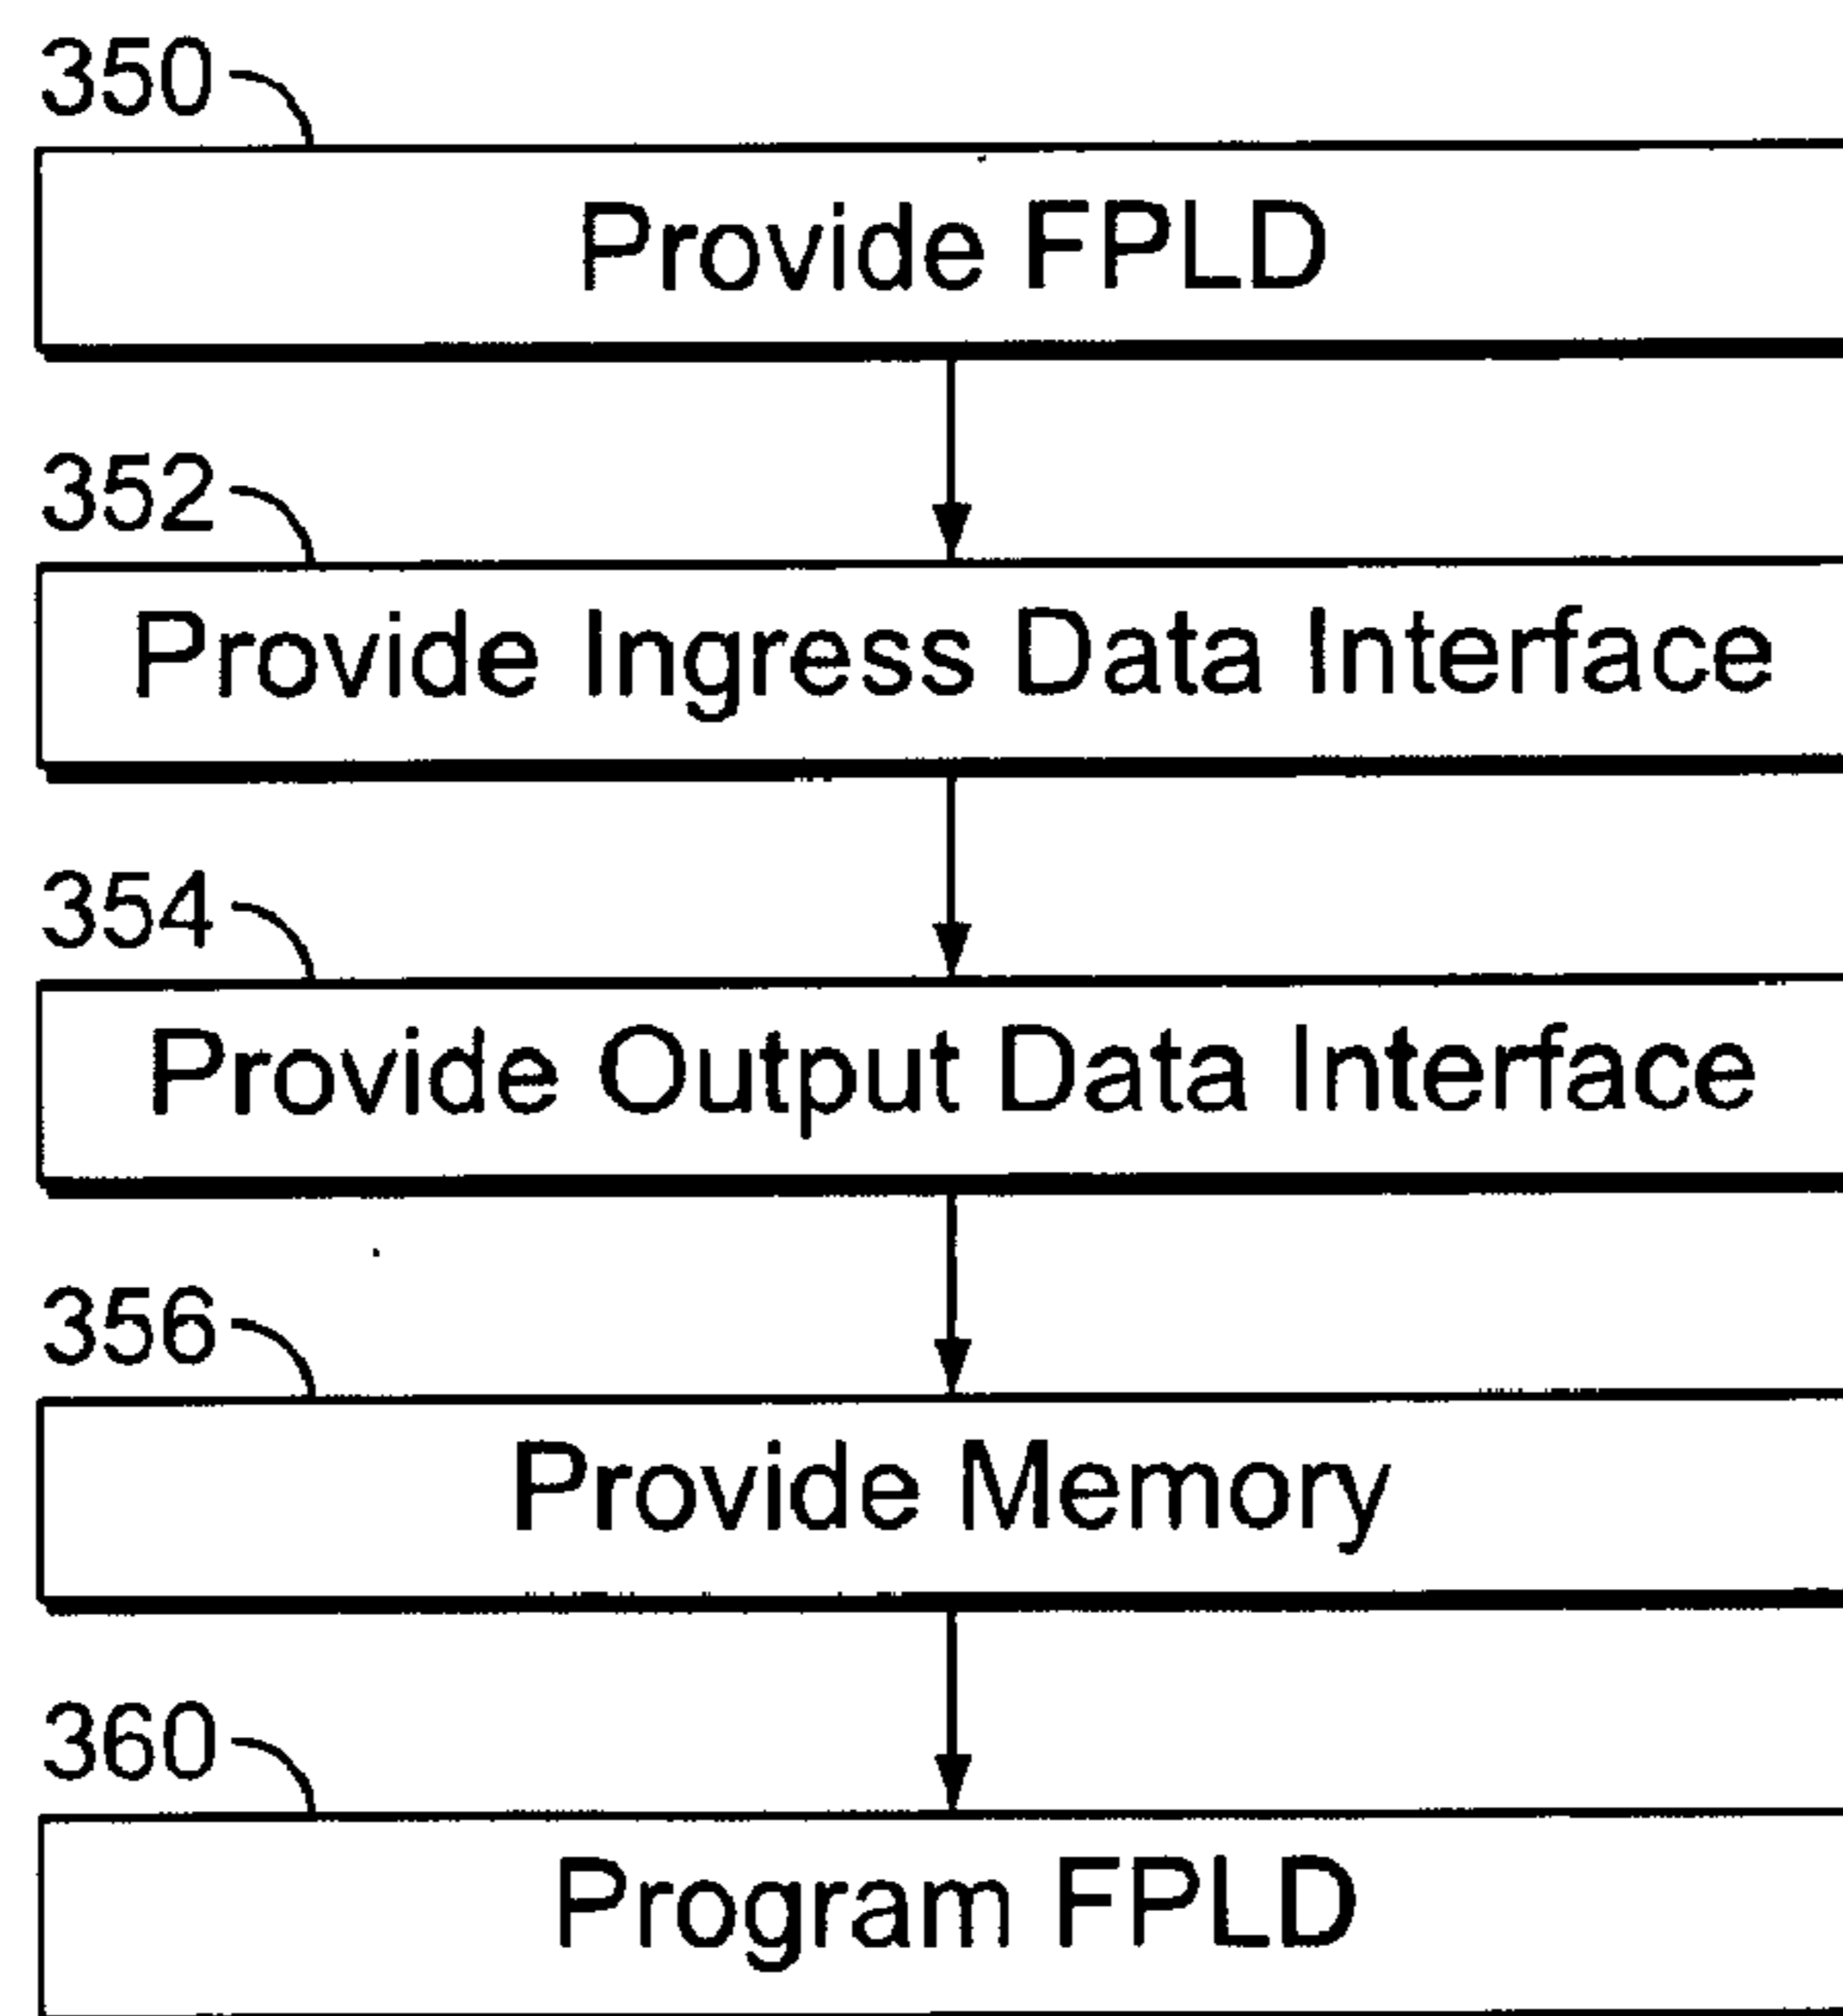 350
Provide FPLD
352
Provide Ingress Data Interface
354
Provide Output Data Interface
356
Provide Memory
360
Program FPLD